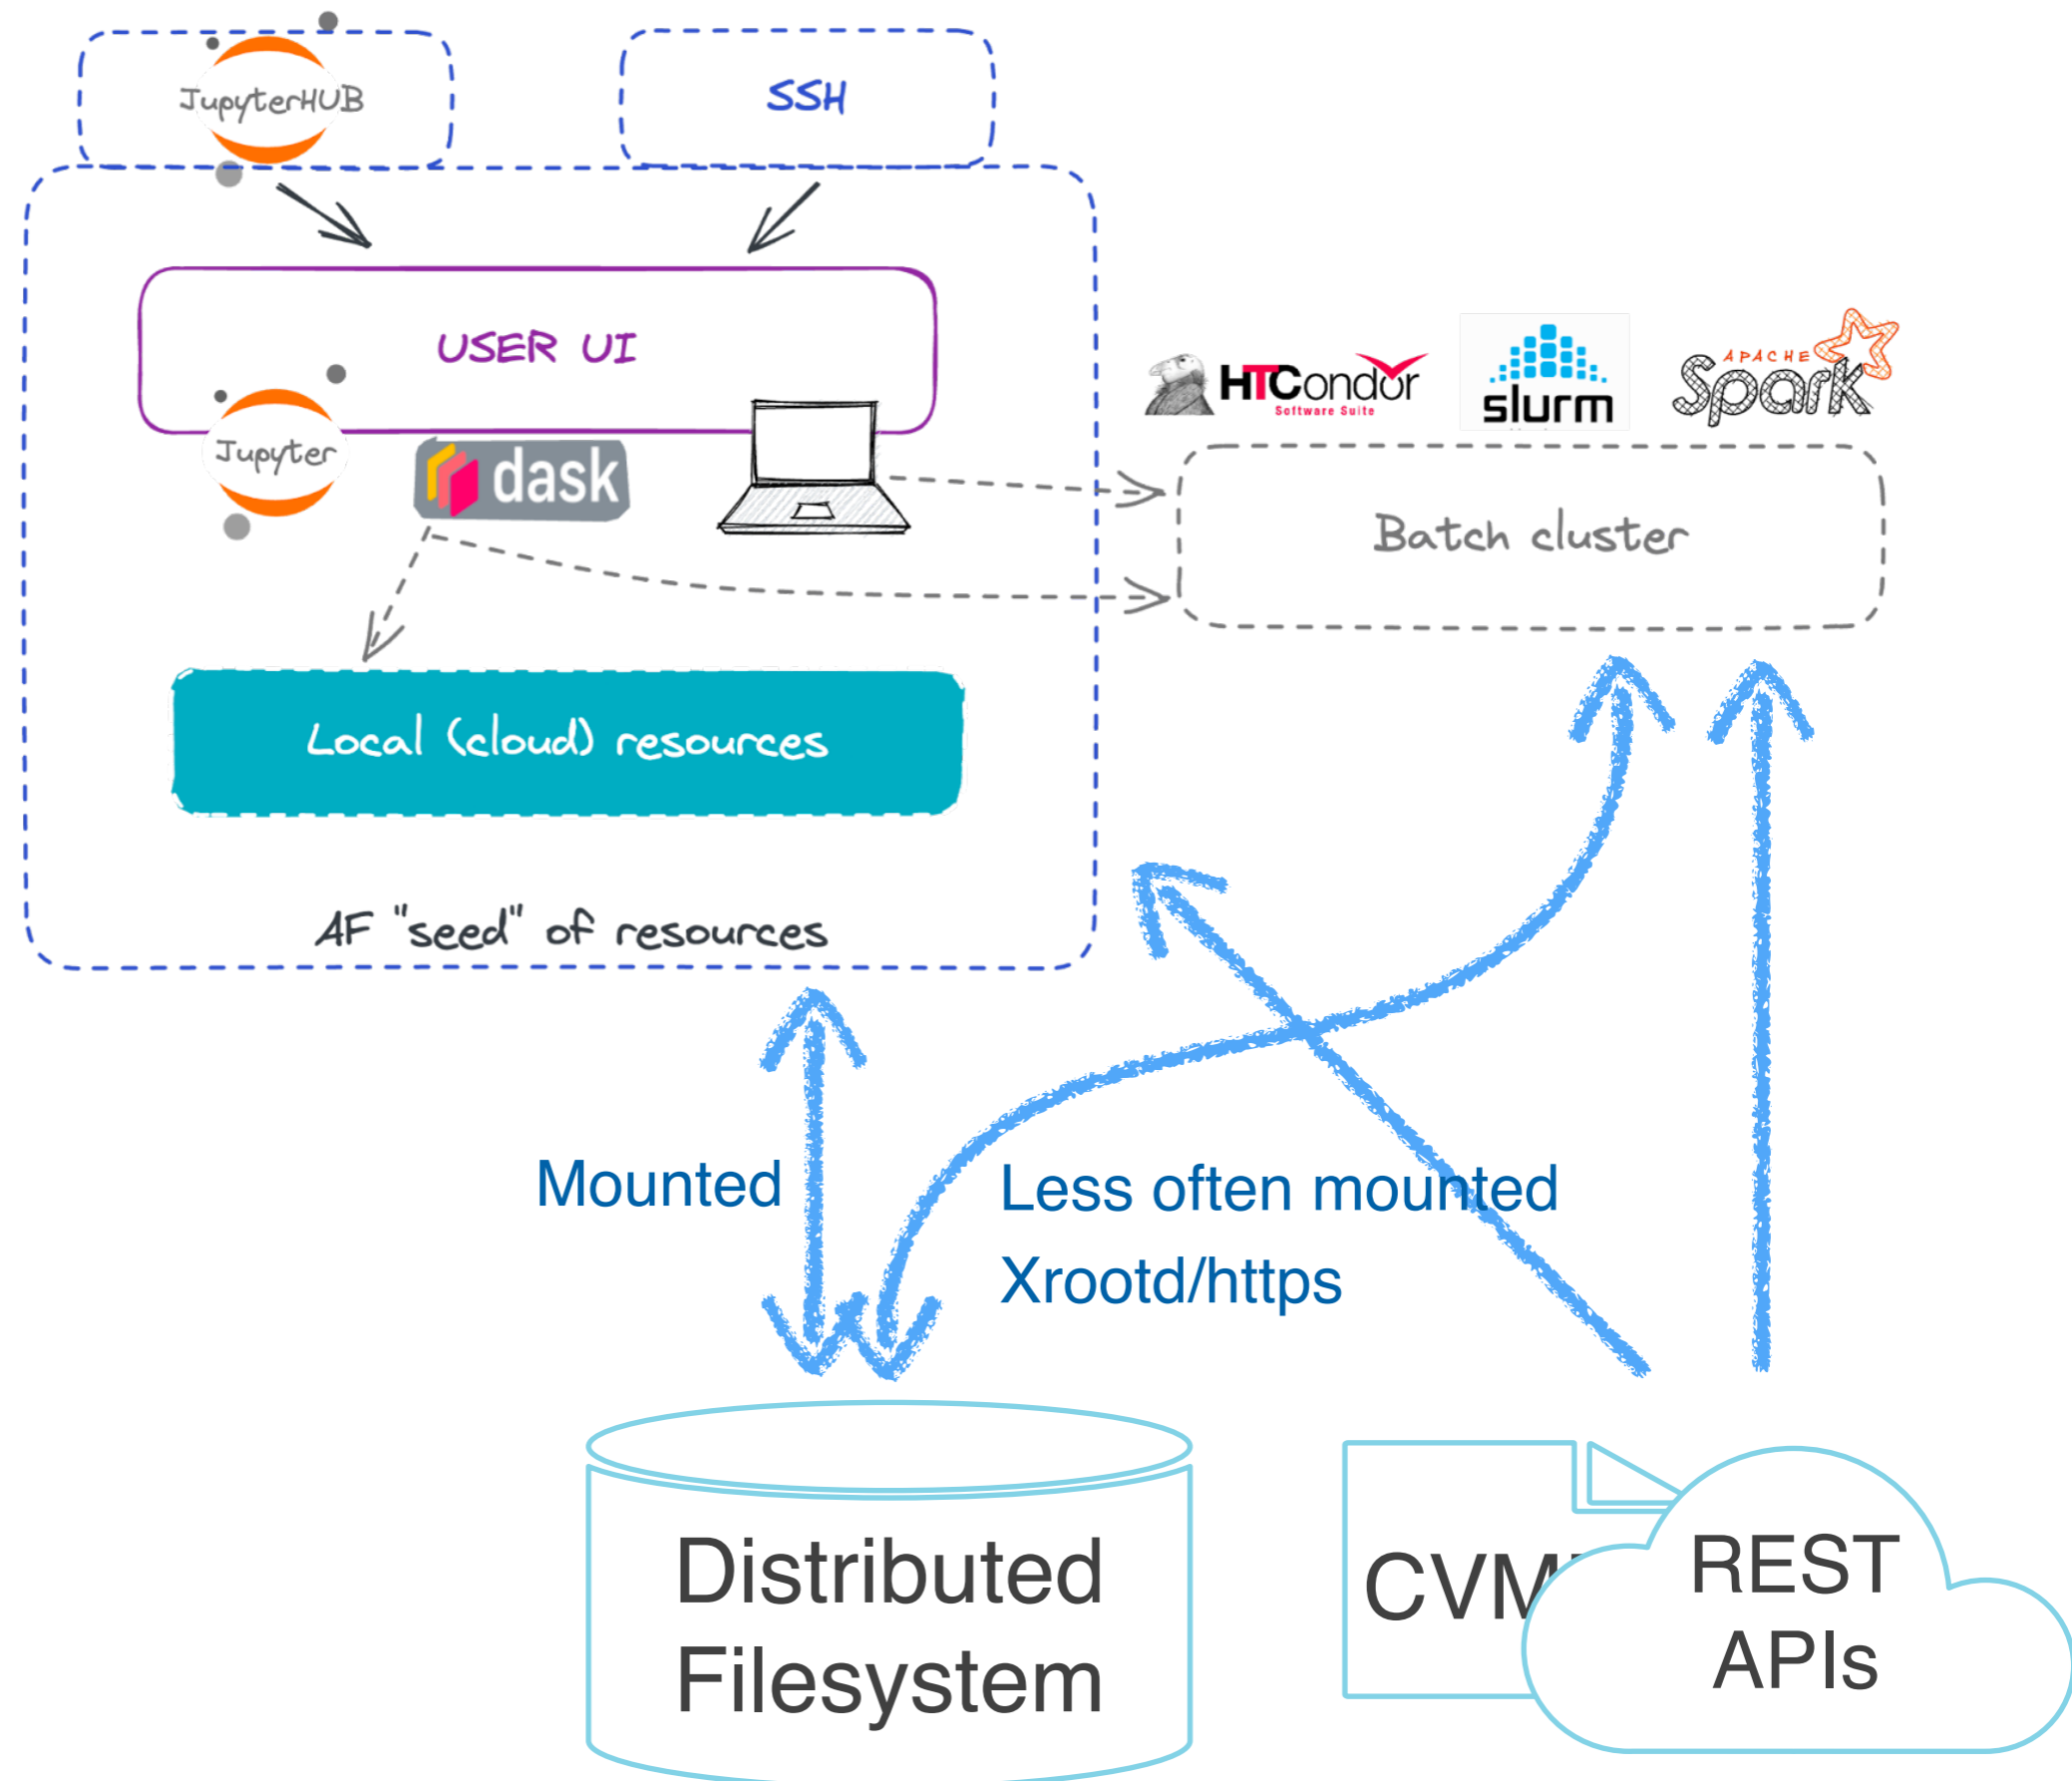 JupyterHUB
SSH
USER UI
Jupyter
dask
HTCondor
Software Suite
slurm
APACHE
Spark
Batch cluster
Local (cloud) resources
AF "seed" of resources
Mounted
Less often mounted
Xrootd/https
Distributed
Filesystem
REST
APIs